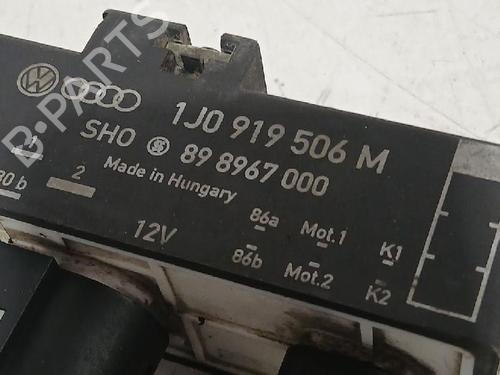 1J0 919 506 M
SHO 89 8967 000
Made in Hungary
1
30 b
2
12V
86a Mot.1 K1
86b Mot.2 K2
B-PARTS